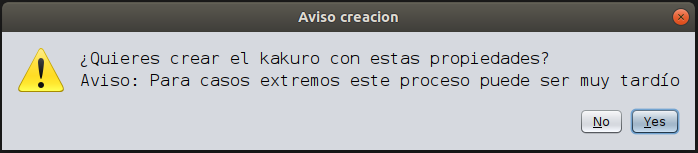 Aviso creacion
¿Quieres crear el kakuro con estas propiedades?
Aviso: Para casos extremos este proceso puede ser muy tardío
No
Yes